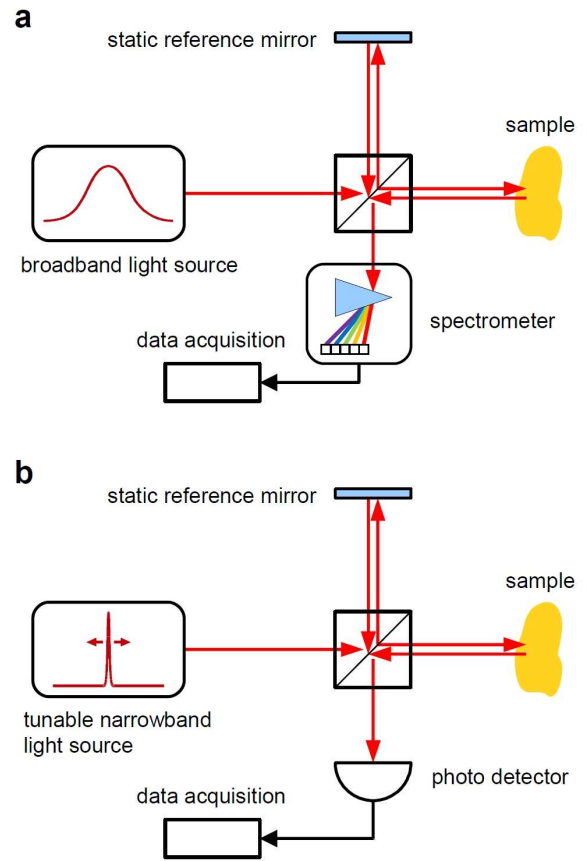 a
static reference mirror
sample
broadband light source
spectrometer
data acquisition
b
static reference mirror
sample
tunable narrowband
light source
photo detector
data acquisition